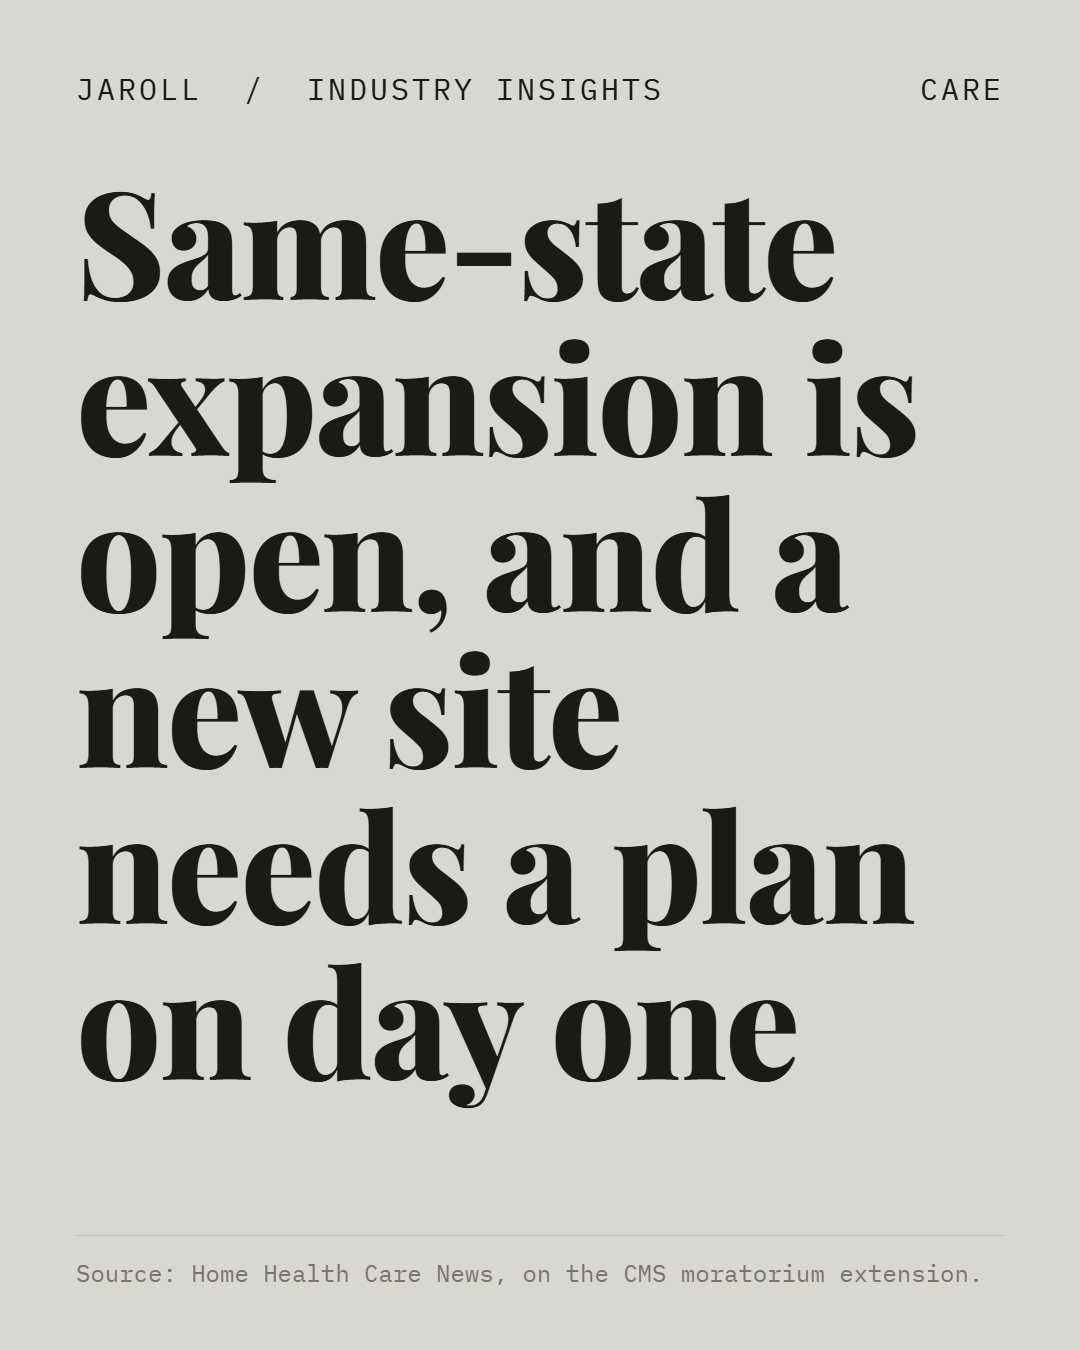 JAROLL / INDUSTRY INSIGHTS CARE
Same-state
expansion is
open, and a
new site
needs a plan
on day one
Source: Home Health Care News, on the CMS moratorium extension.